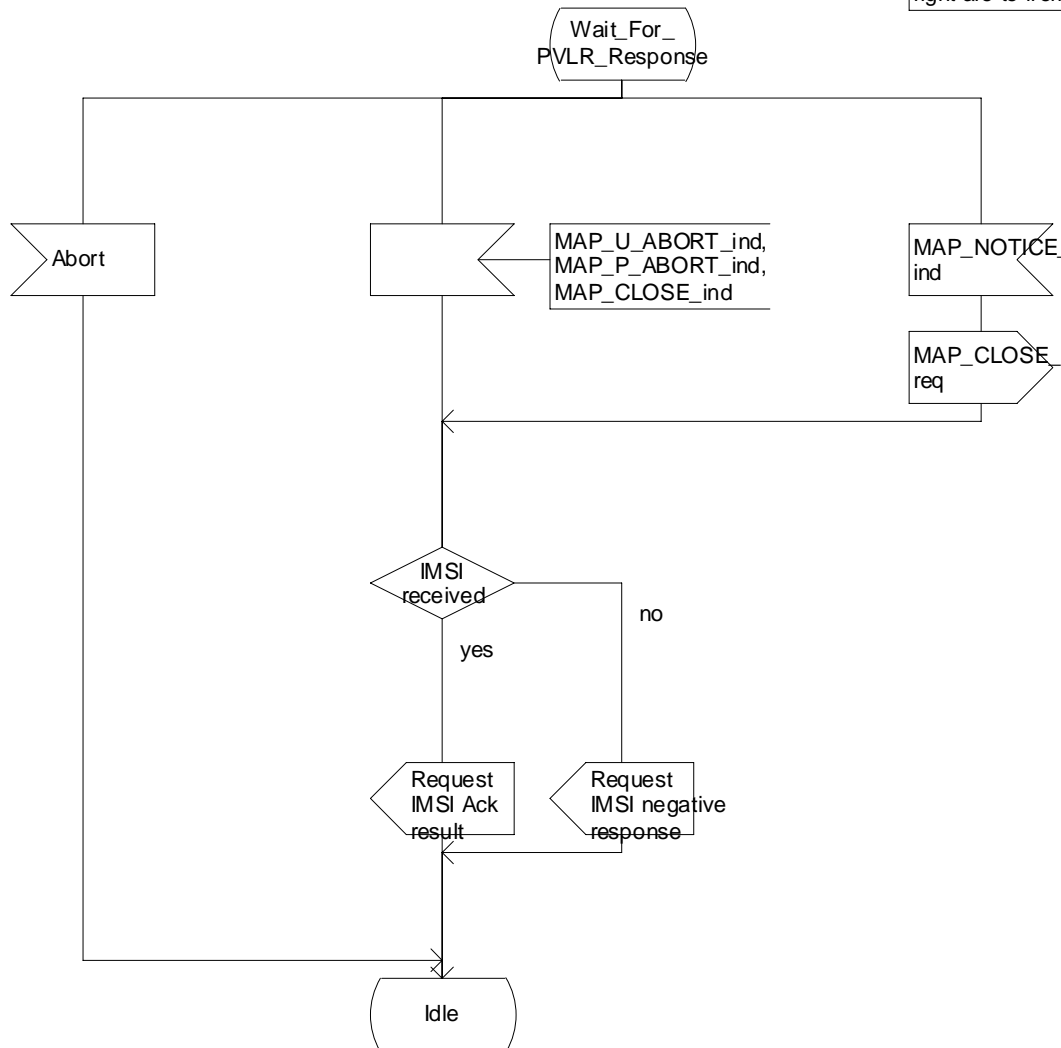 Wait_For_
PVLR_Response
Abort
MAP_U_ABORT_ind,
MAP_P_ABORT_ind,
MAP_CLOSE_ind
MAP_NOTICE_
ind
MAP_CLOSE_
req
IMSI
received
no
yes
Request
IMSI Ack
result
Request
IMSI negative
response
Idle